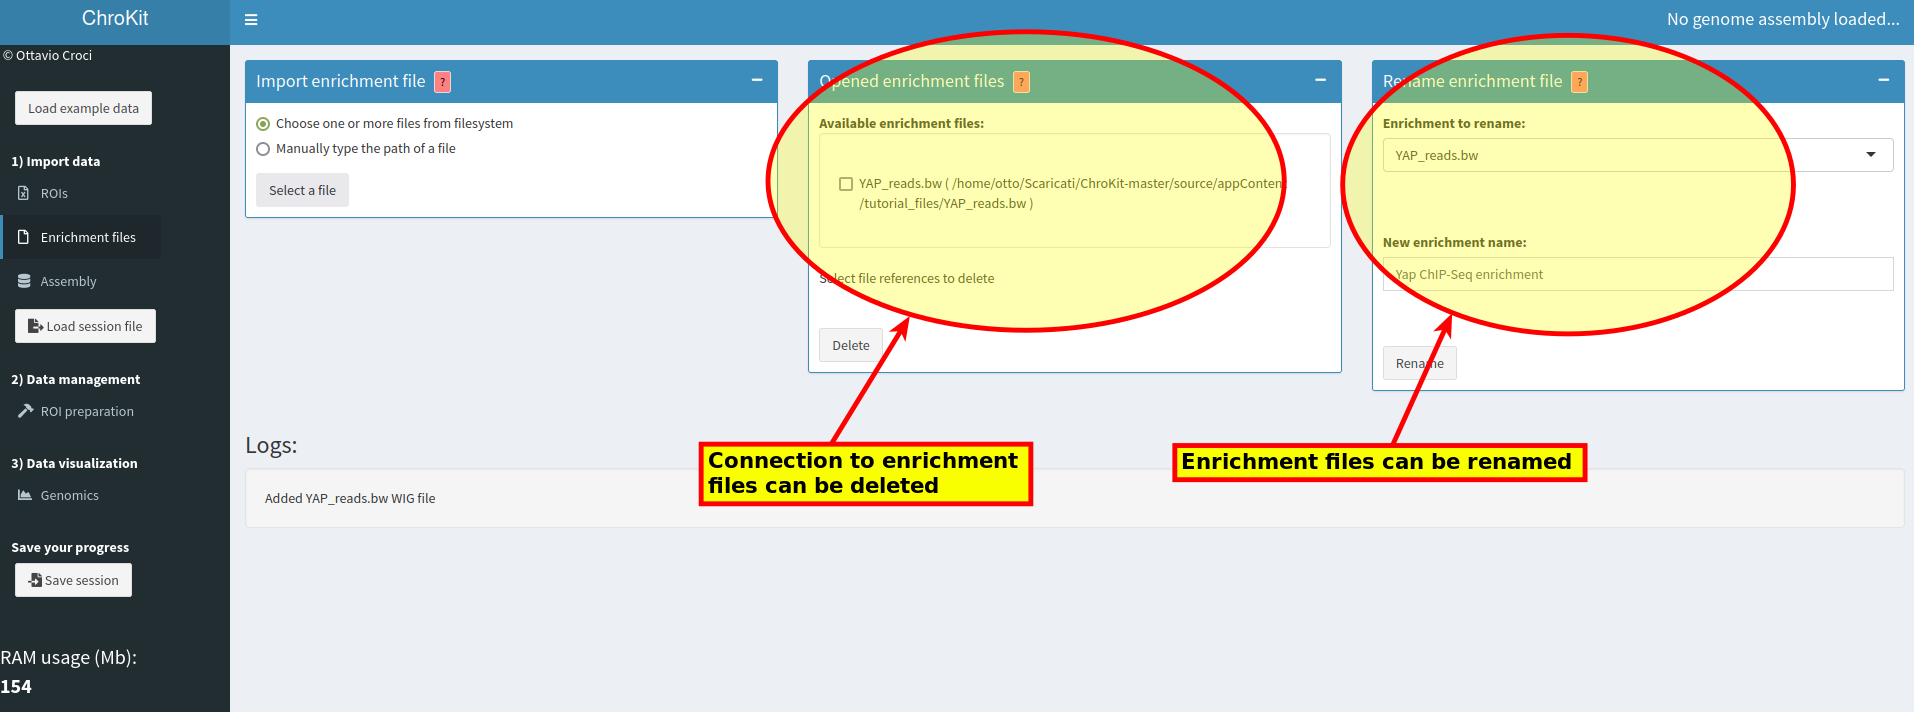 ChroKit
No genome assembly loaded...
© Ottavio Croci
Load example data
1) Import data
ROIs
Enrichment files
Assembly
Load session file
2) Data management
ROI preparation
3) Data visualization
Genomics
Save your progress
Save session
RAM usage (Mb):
154
Import enrichment file ?
Choose one or more files from filesystem
Manually type the path of a file
Select a file
Opened enrichment files ?
Available enrichment files:
YAP_reads.bw ( /home/otto/Scaricati/ChroKit-master/source/appContent
/tutorial_files/YAP_reads.bw )
Select file references to delete
Delete
Rename enrichment file ?
Enrichment to rename:
YAP_reads.bw
New enrichment name:
Yap ChIP-Seq enrichment
Rename
Logs:
Added YAP_reads.bw WIG file
Connection to enrichment
files can be deleted
Enrichment files can be renamed